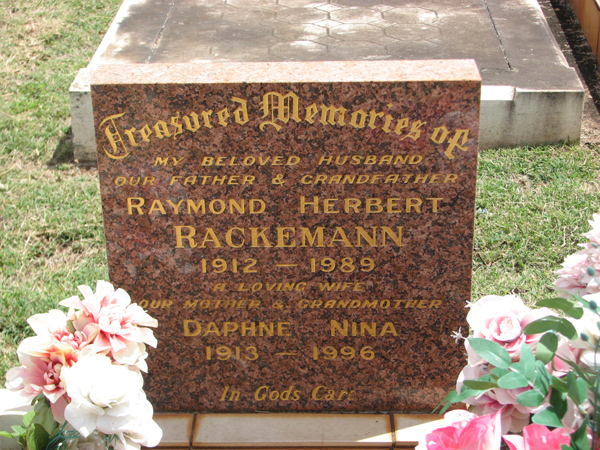 Treasured Memories of
MY BELOVED HUSBAND
OUR FATHER & GRANDFATHER
RAYMOND HERBERT
RACKEMANN
1912 — 1989
A LOVING WIFE
OUR MOTHER & GRANDMOTHER
DAPHNE NINA
1913 — 1996
In Gods Care